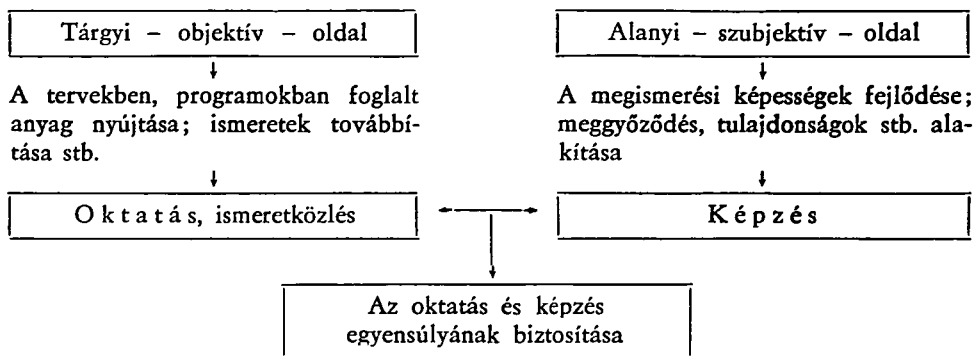 Tárgyi – objektív – oldal
A tervekben, programokban foglalt
anyag nyújtása; ismeretek továbbí-
tása stb.
Oktatás, ismeretközlés
Alanyi – szubjektív – oldal
A megismerési képességek fejlődése;
meggyőződés, tulajdonságok stb. ala-
kítása
Képzés
Az oktatás és képzés
egyensúlyának biztosítása